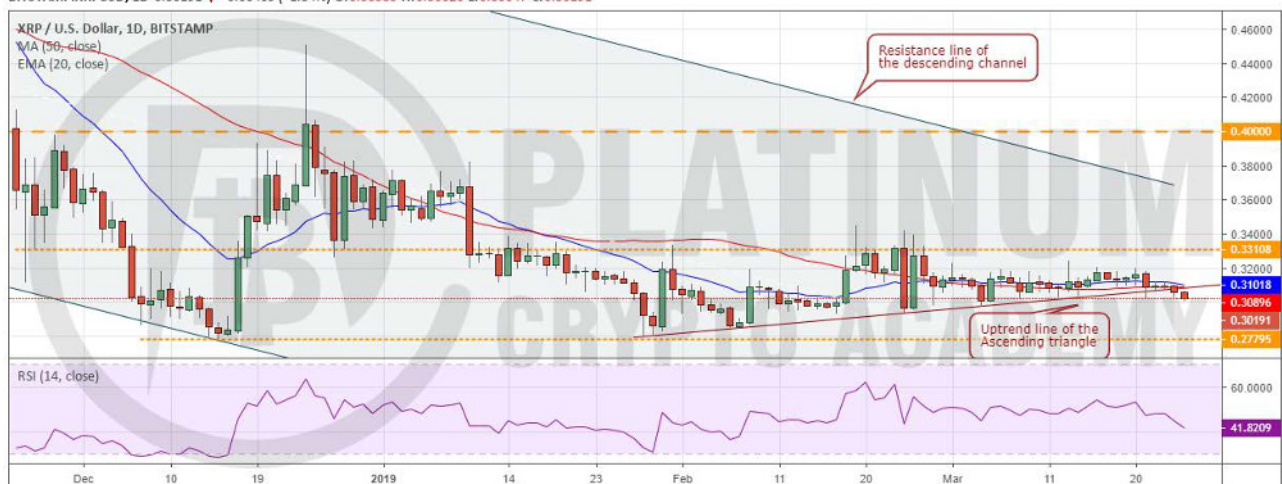 XRP / U.S. Dollar, 1D, BITSTAMP
MA (50, close)
EMA (20, close)
Resistance line of
the descending channel
PLATINUM
CRYPTO ACADEMY
Uptrend line of the
Ascending triangle
0.46000
0.44000
0.42000
0.40000
0.38000
0.36000
0.34000
0.33108
0.32000
0.31018
0.30896
0.30191
0.27795
RSI (14, close)
60.0000
41.8209
Dec
10
19
2019
14
23
Feb
11
20
Mar
11
20